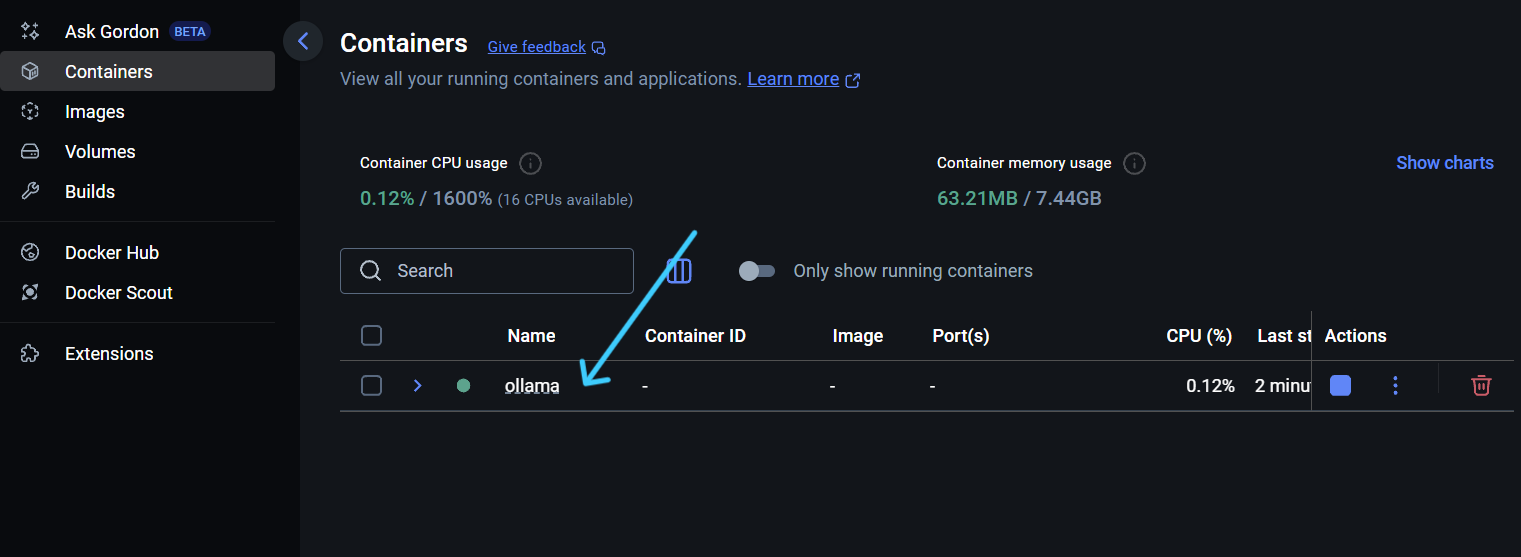 Ask Gordon BETA
Containers
Images
Volumes
Builds
Docker Hub
Docker Scout
Extensions
Containers Give feedback
View all your running containers and applications. Learn more
Container CPU usage
0.12% / 1600% (16 CPUs available)
Container memory usage
63.21MB / 7.44GB
Show charts
Search
Only show running containers
Name Container ID Image Port(s) CPU (%) Last st Actions
ollama - - - 0.12% 2 minu